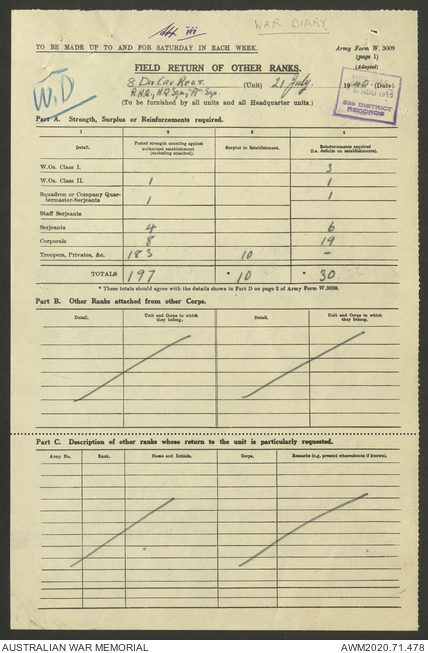 WAR DIARY
TO BE MADE UP TO AND FOR SATURDAY IN EACH WEEK.
Army Form W. 3009
(page 1)
(Adapted)
FIELD RETURN OF OTHER RANKS.
W.D
8 Div Cav Regt. (Unit) 21 July. 1940 (Date).
R.HQ, HQ Sqn, "A" Sqn.
(To be furnished by all units and all Headquarter units.)
DISTRICT
RECORDS
Part A. Strength, Surplus or Reinforcements required.
1 2 3 4
Detail. Posted strength counting against authorized establishment (excluding attached). Surplus to Establishment. Reinforcements required (i.e. deficits on establishments).
W.Os. Class I. 3
W.Os. Class II. 1 1
Squadron or Company Quar-
termaster-Serjeants 1 1
Staff Serjeants
Serjeants 4 6
Corporals 8 19
Troopers, Privates, &c. 183 10 –
TOTALS 197 * 10 * 30
* These totals should agree with the details shown in Part D on page 2 of Army Form W.3009.
Part B. Other Ranks attached from other Corps.
Detail. Unit and Corps to which they belong. Detail. Unit and Corps to which they belong.
Part C. Description of other ranks whose return to the unit is particularly requested.
Army No. Rank. Name and Initials. Corps. Remarks (e.g. present whereabouts if known).
AUSTRALIAN WAR MEMORIAL
AWM2020.71.478